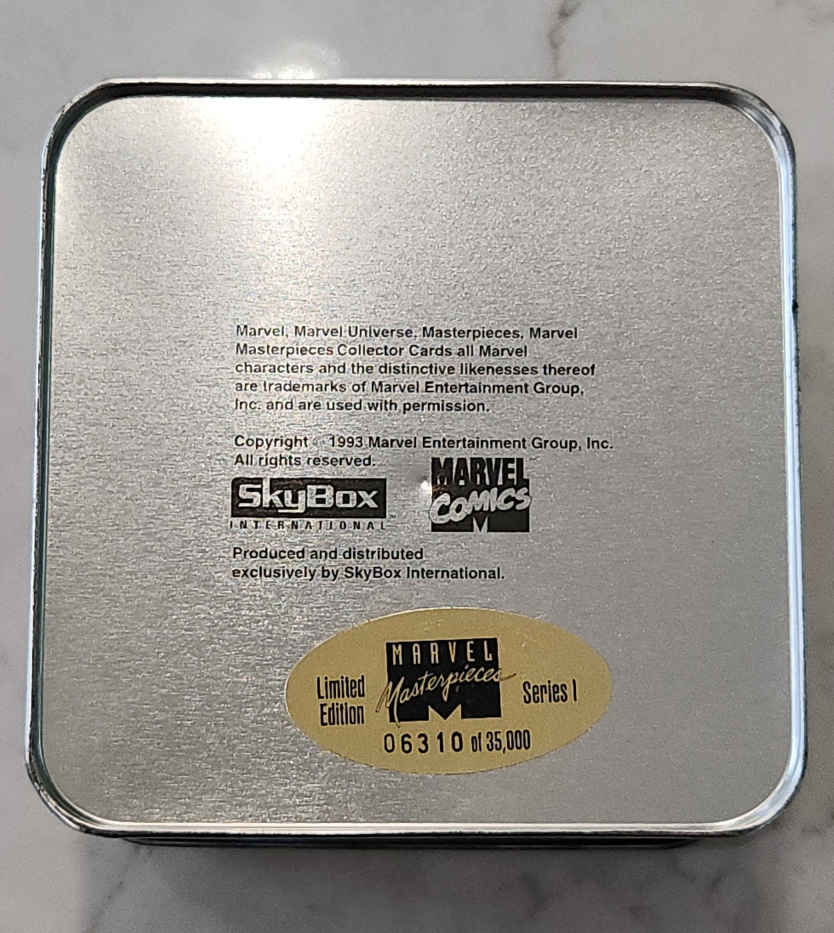 Marvel, Marvel Universe, Masterpieces, Marvel
Masterpieces Collector Cards all Marvel
characters and the distinctive likenesses thereof
are trademarks of Marvel Entertainment Group,
Inc. and are used with permission.
Copyright © 1993 Marvel Entertainment Group, Inc.
All rights reserved.
SkyBox
INTERNATIONAL
MARVEL
COMICS
Produced and distributed
exclusively by SkyBox International.
Limited
Edition
MARVEL
Masterpieces
Series I
06310 of 35,000